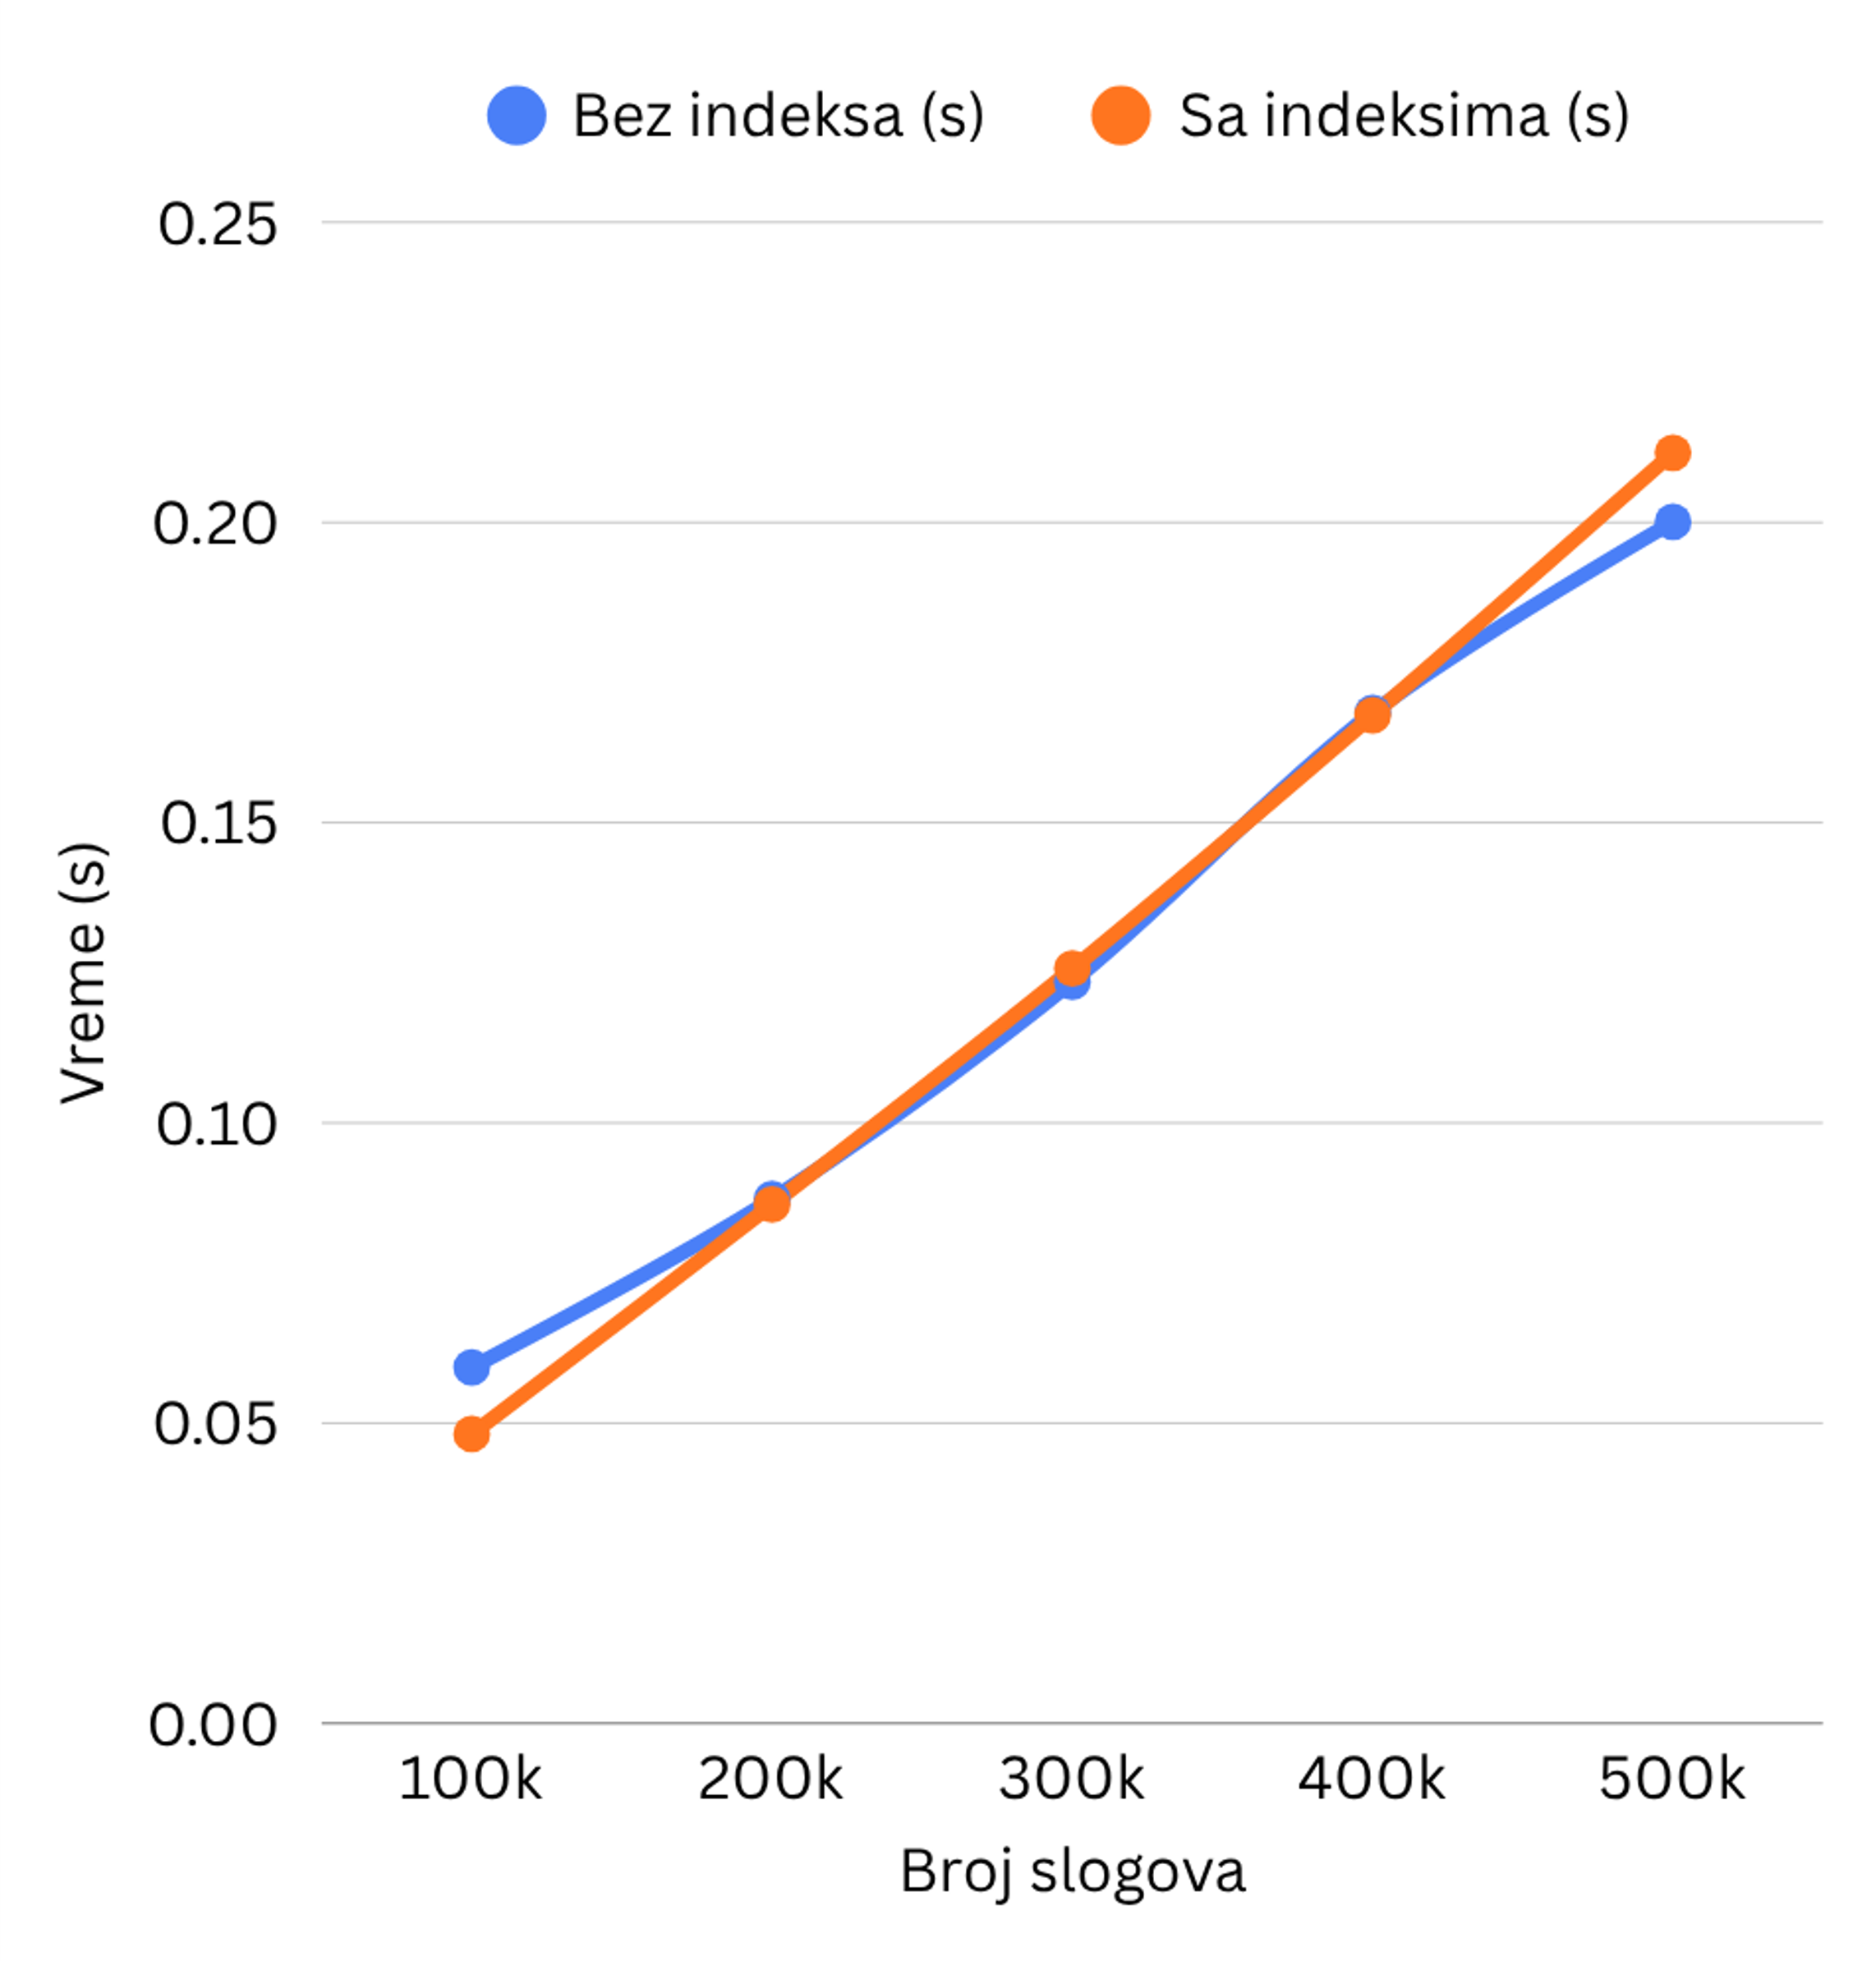 Bez indeksa (s) Sa indeksima (s)
0.25
0.20
0.15
0.10
0.05
0.00
Vreme (s)
100k 200k 300k 400k 500k
Broj slogova